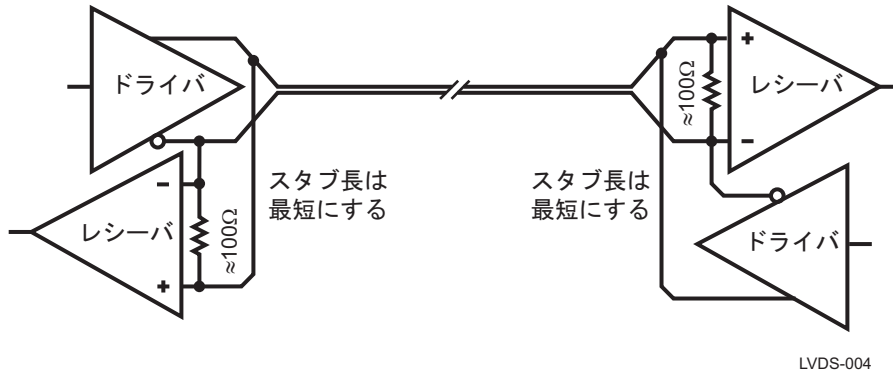 ドライバ
レシーバ
≈100Ω
スタブ長は
最短にする
スタブ長は
最短にする
≈100Ω
レシーバ
ドライバ
LVDS-004